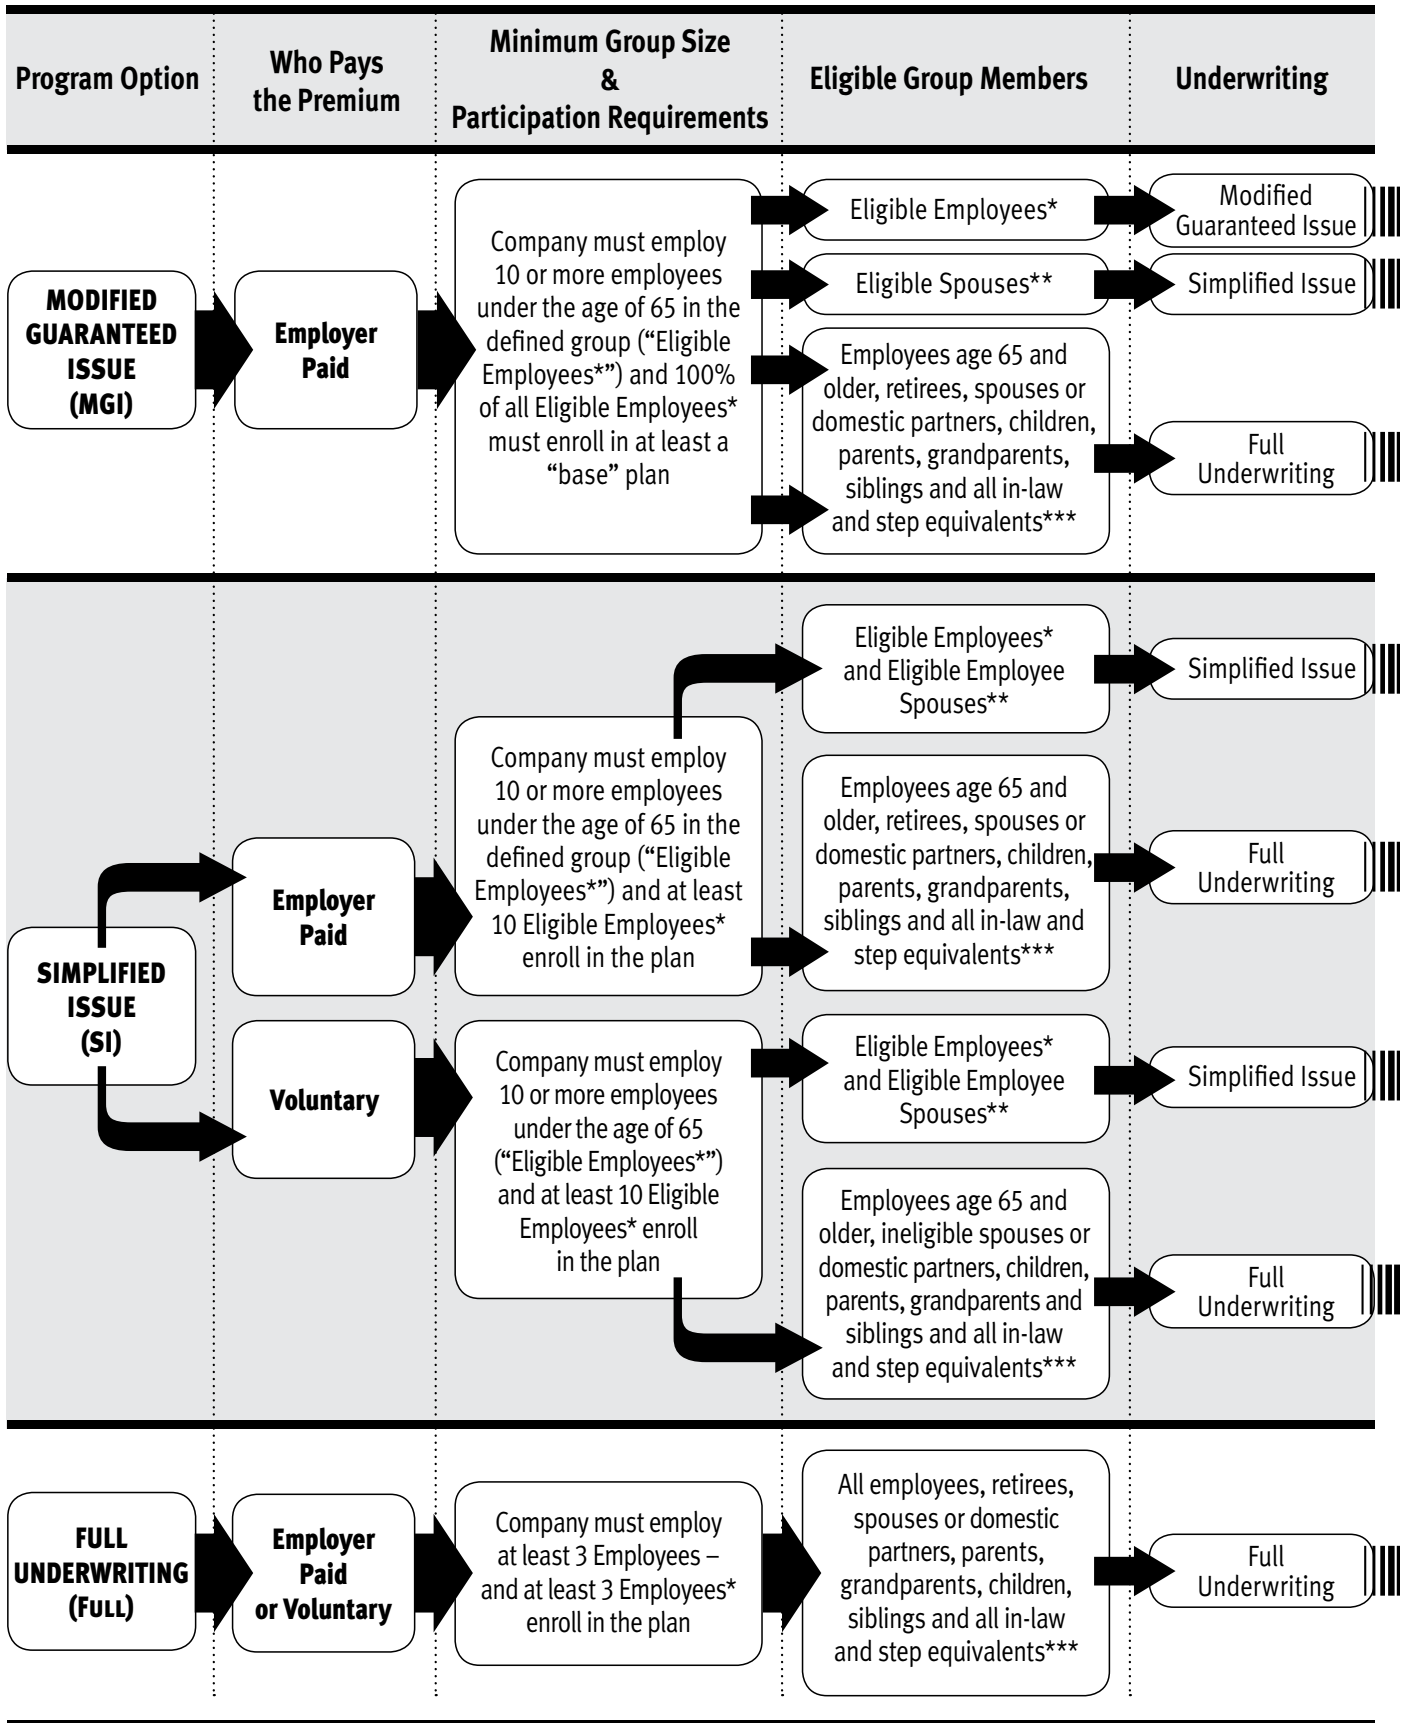 Program Option
Who Pays
the Premium
Minimum Group Size
&
Participation Requirements
Eligible Group Members
Underwriting
MODIFIED
GUARANTEED
ISSUE
(MGI)
Employer
Paid
Company must employ
10 or more employees
under the age of 65 in the
defined group (“Eligible
Employees*”) and 100%
of all Eligible Employees*
must enroll in at least a
“base” plan
Eligible Employees*
Modified
Guaranteed Issue
Eligible Spouses**
Simplified Issue
Employees age 65 and
older, retirees, spouses or
domestic partners, children,
parents, grandparents,
siblings and all in-law
and step equivalents***
Full
Underwriting
SIMPLIFIED
ISSUE
(SI)
Employer
Paid
Company must employ
10 or more employees
under the age of 65 in the
defined group (“Eligible
Employees*”) and at least
10 Eligible Employees*
enroll in the plan
Eligible Employees*
and Eligible Employee
Spouses**
Simplified Issue
Employees age 65 and
older, retirees, spouses or
domestic partners, children,
parents, grandparents,
siblings and all in-law and
step equivalents***
Full
Underwriting
Voluntary
Company must employ
10 or more employees
under the age of 65
(“Eligible Employees*”)
and at least 10 Eligible
Employees* enroll
in the plan
Eligible Employees*
and Eligible Employee
Spouses**
Simplified Issue
Employees age 65 and
older, ineligible spouses or
domestic partners, children,
parents, grandparents and
siblings and all in-law
and step equivalents***
Full
Underwriting
FULL
UNDERWRITING
(FULL)
Employer
Paid
or Voluntary
Company must employ
at least 3 Employees –
and at least 3 Employees*
enroll in the plan
All employees, retirees,
spouses or domestic
partners, parents,
grandparents, children,
siblings and all in-law
and step equivalents***
Full
Underwriting